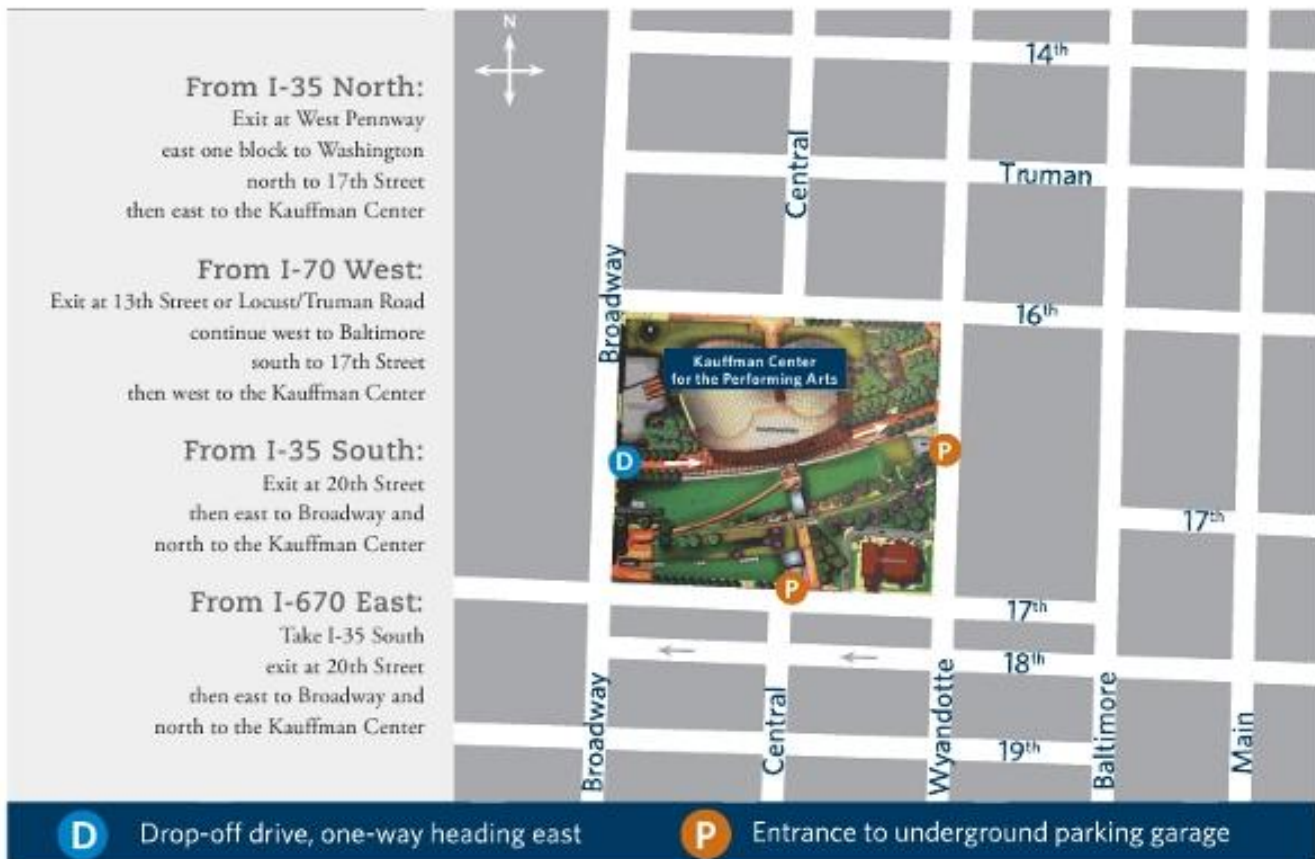 From I-35 North:
Exit at West Pennway
east one block to Washington
north to 17th Street
then east to the Kauffman Center
From I-70 West:
Exit at 13th Street or Locust/Truman Road
continue west to Baltimore
south to 17th Street
then west to the Kauffman Center
From I-35 South:
Exit at 20th Street
then east to Broadway and
north to the Kauffman Center
From I-670 East:
Take I-35 South
exit at 20th Street
then east to Broadway and
north to the Kauffman Center
N
14th
Central
Truman
Broadway
16th
Kauffman Center
for the Performing Arts
D
P
17th
P
17th
18th
19th
Broadway
Central
Wyandotte
Baltimore
Main
D Drop-off drive, one-way heading east
P Entrance to underground parking garage